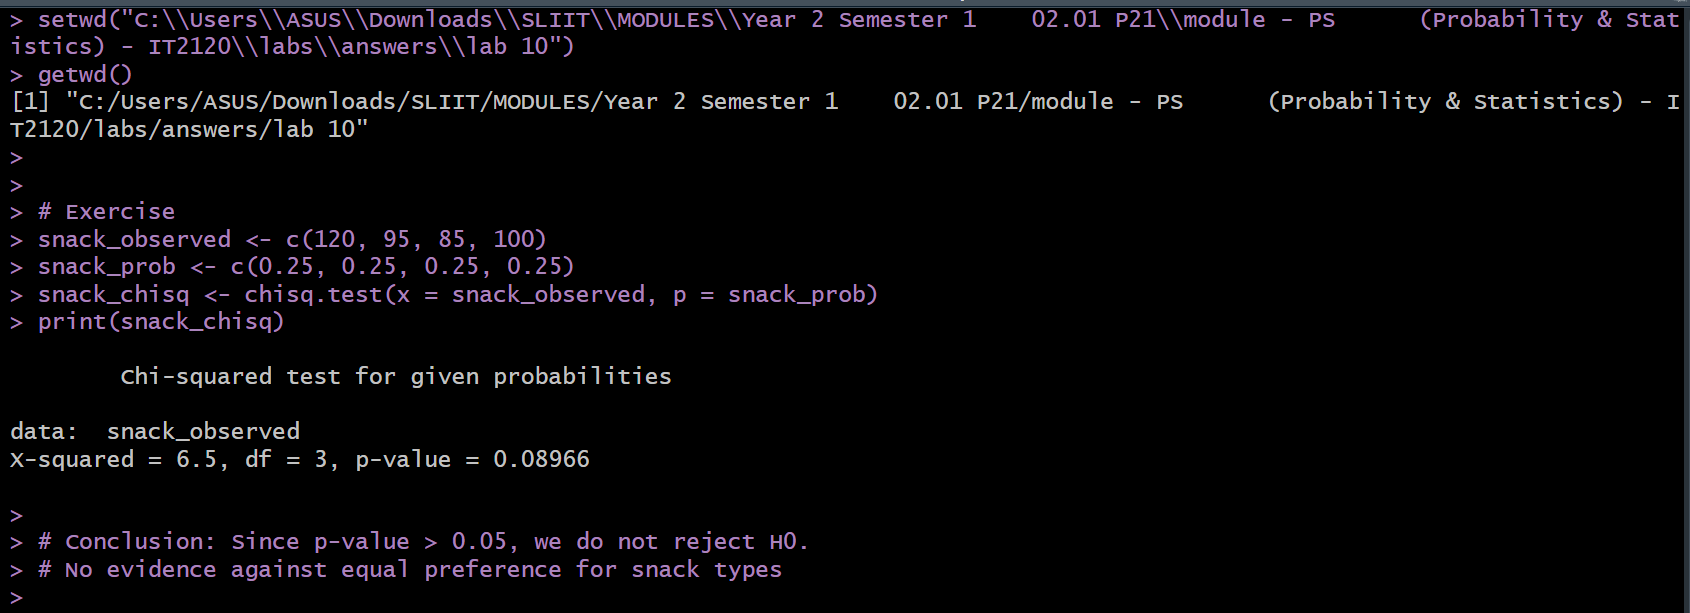 > setwd("C:\\Users\\ASUS\\Downloads\\SLIIT\\MODULES\\Year 2 Semester 1    02.01 P21\\module - PS      (Probability & Stat
istics) - IT2120\\labs\\answers\\lab 10")
> getwd()
[1] "C:/Users/ASUS/Downloads/SLIIT/MODULES/Year 2 Semester 1    02.01 P21/module - PS      (Probability & Statistics) - I
T2120/labs/answers/lab 10"
>
>
> # Exercise
> snack_observed <- c(120, 95, 85, 100)
> snack_prob <- c(0.25, 0.25, 0.25, 0.25)
> snack_chisq <- chisq.test(x = snack_observed, p = snack_prob)
> print(snack_chisq)

        Chi-squared test for given probabilities

data:  snack_observed
X-squared = 6.5, df = 3, p-value = 0.08966

>
> # Conclusion: Since p-value > 0.05, we do not reject H0.
> # No evidence against equal preference for snack types
>